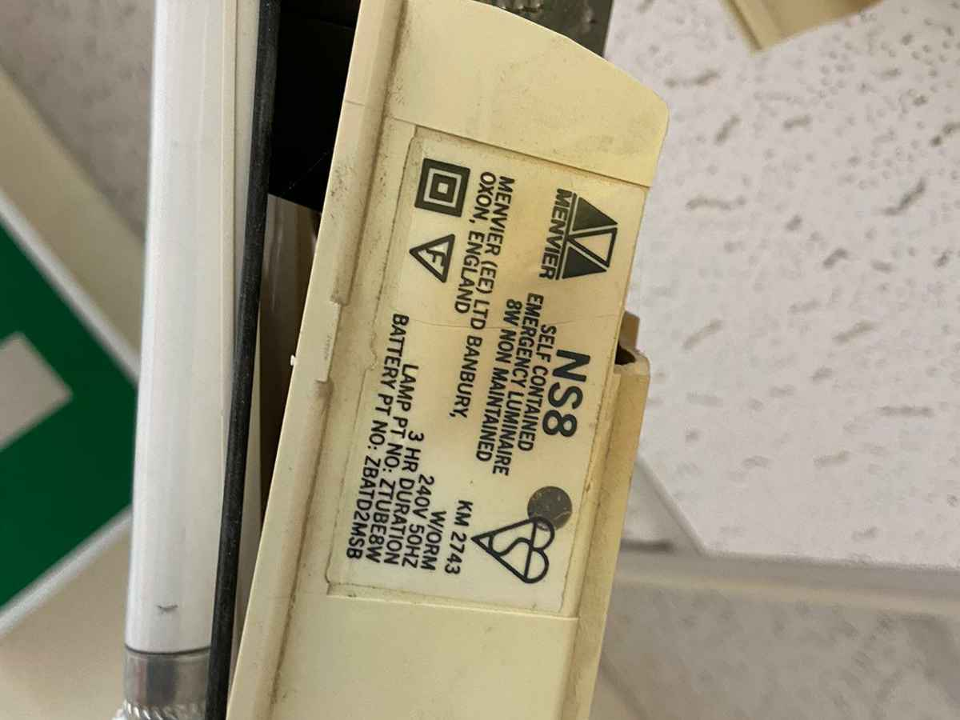 MENVIER
NS8
SELF CONTAINED
EMERGENCY LUMINAIRE
8W NON MAINTAINED
MENVIER (EE) LTD BANBURY,
OXON, ENGLAND
F
KM 2743
W/ORM
240V 50HZ
3 HR DURATION
LAMP PT NO: ZTUBE8W
BATTERY PT NO: ZBATD2MSB